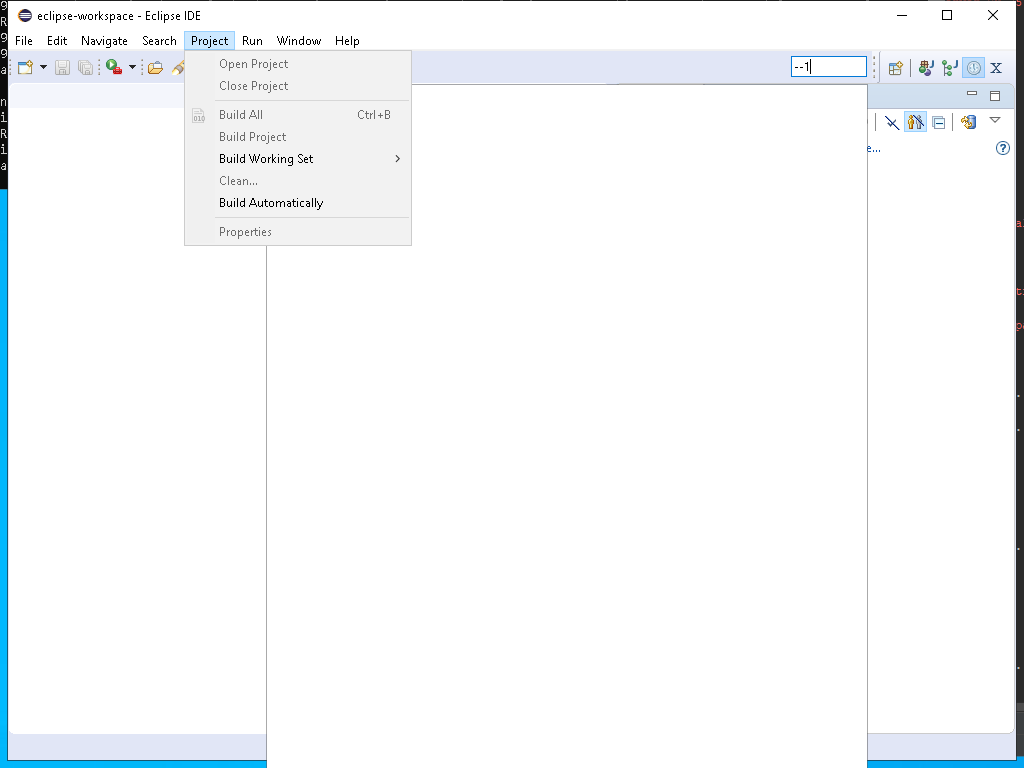 eclipse-workspace - Eclipse IDE
File Edit Navigate Search Project Run Window Help
--1
Open Project
Close Project
Build All Ctrl+B
Build Project
Build Working Set
Clean...
Build Automatically
Properties
e...